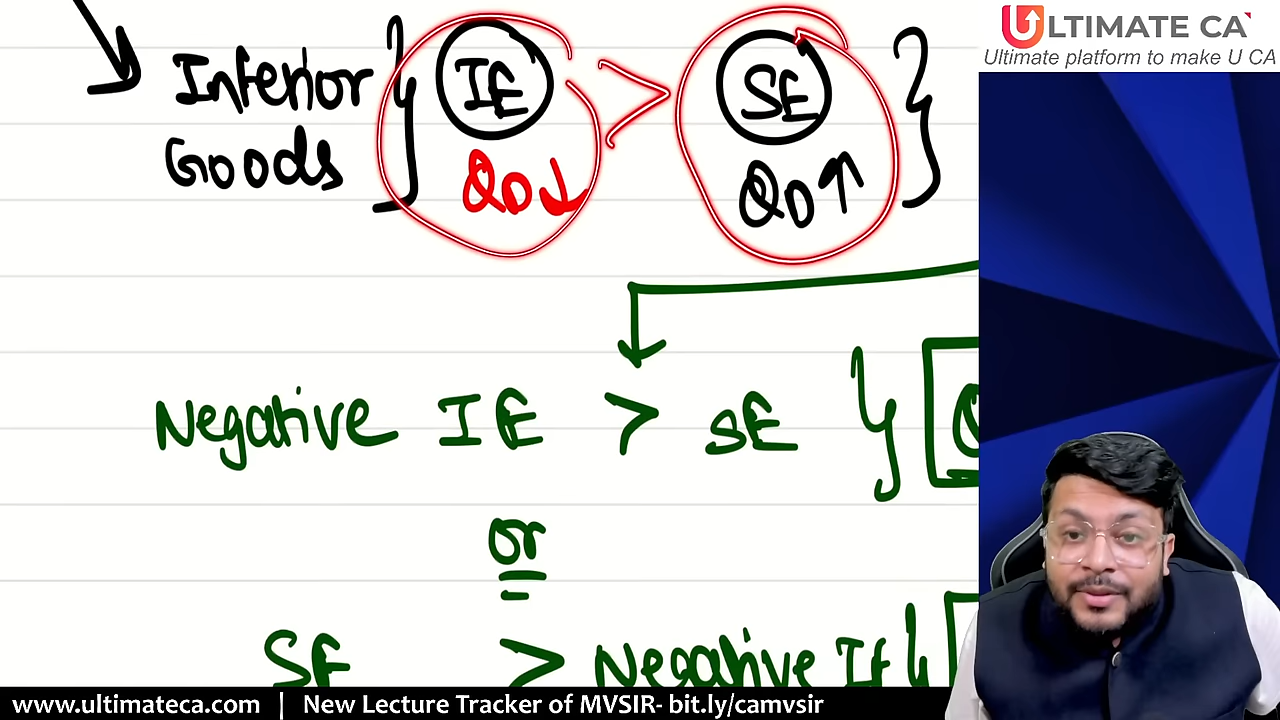 ULTIMATE CA
Ultimate platform to make U CA
Inferior IE > SE
Goods QD↓ QD↑
Negative IE > SE
or
SE > Negative IE
www.ultimateca.com | New Lecture Tracker of MVSIR- bit.ly/camvsir